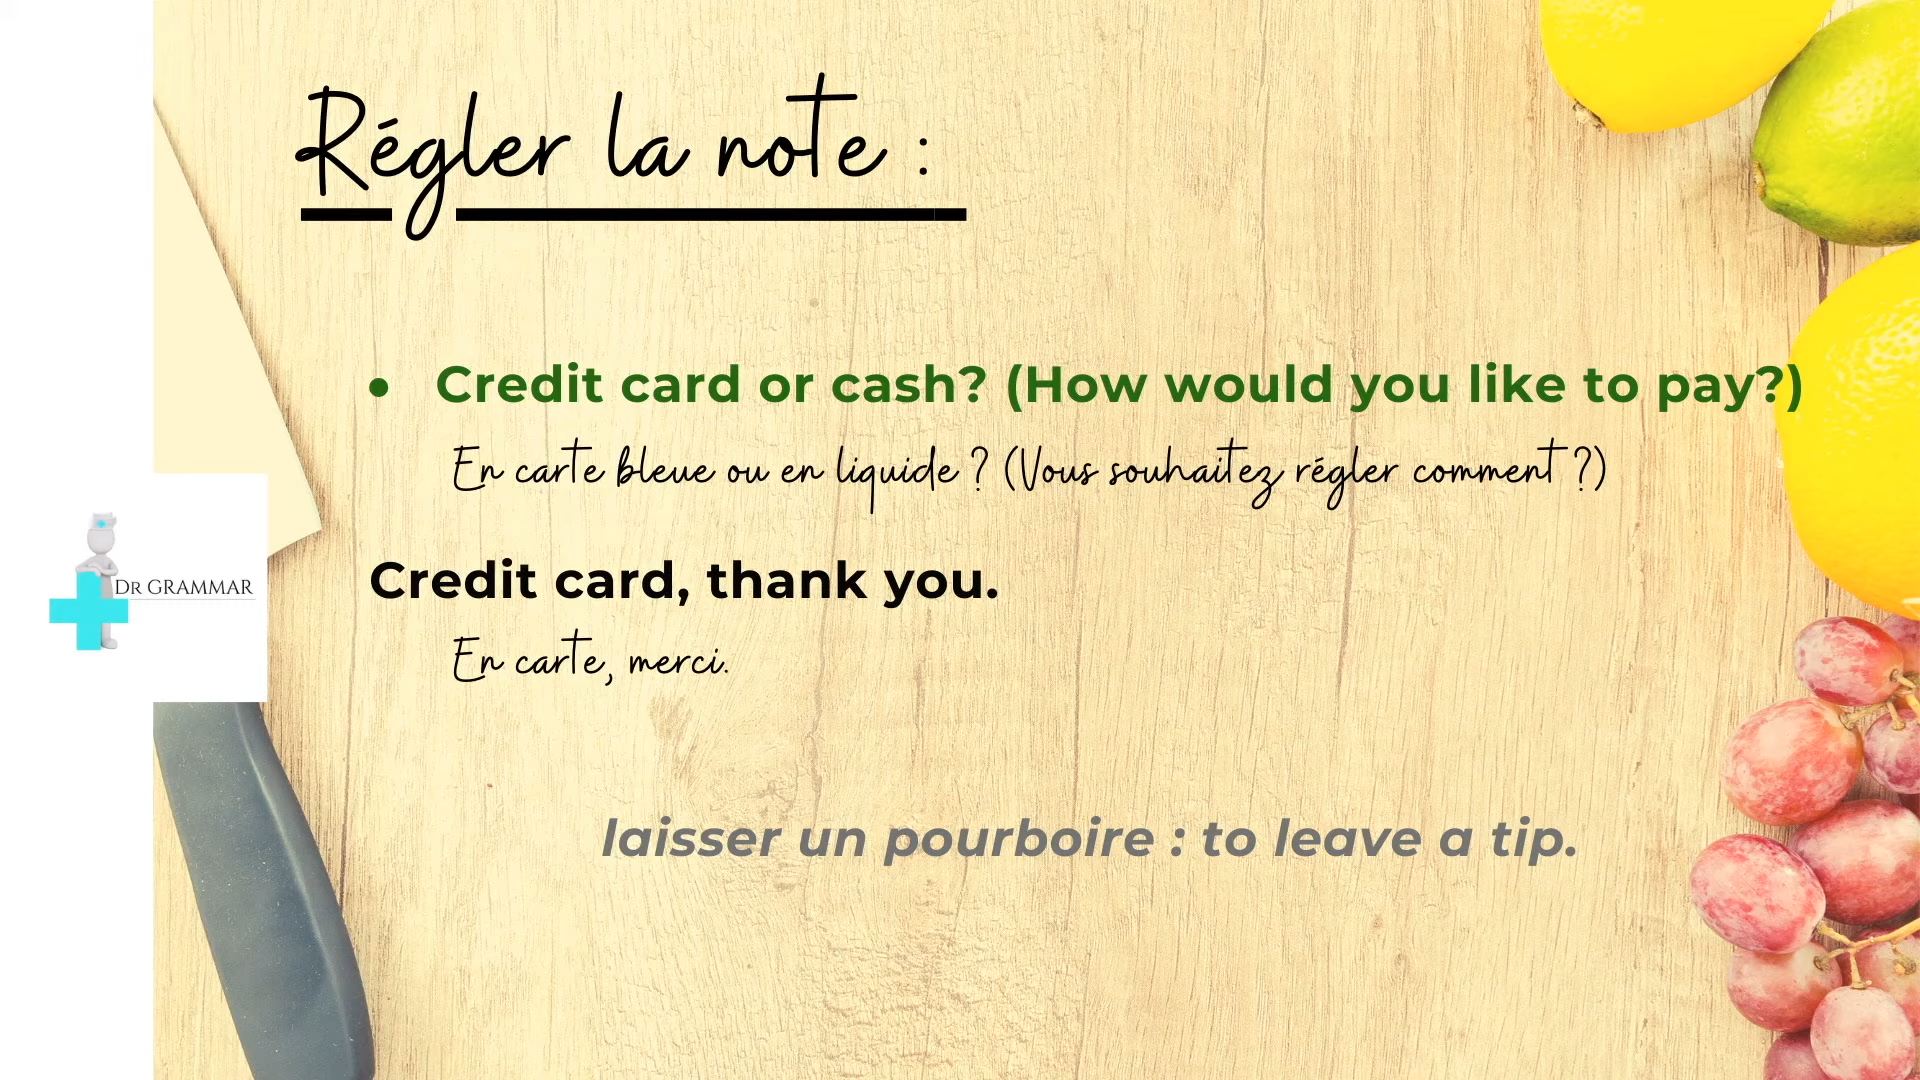 Régler la note :
• Credit card or cash? (How would you like to pay?)
En carte bleue ou en liquide ? (Vous souhaitez régler comment ?)
DR GRAMMAR
Credit card, thank you.
En carte, merci.
laisser un pourboire : to leave a tip.